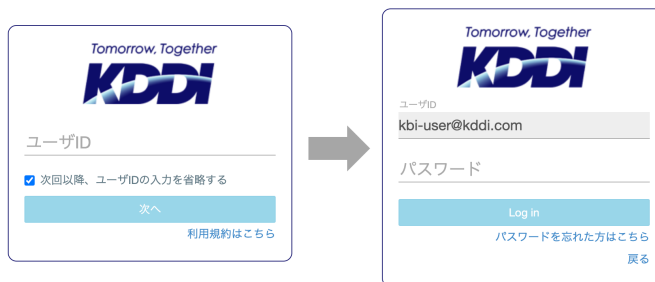 Tomorrow, Together
KDDI
ユーザID
次回以降、ユーザIDの入力を省略する
次へ
利用規約はこちら
Tomorrow, Together
KDDI
ユーザID
kbi-user@kddi.com
パスワード
Log in
パスワードを忘れた方はこちら
戻る